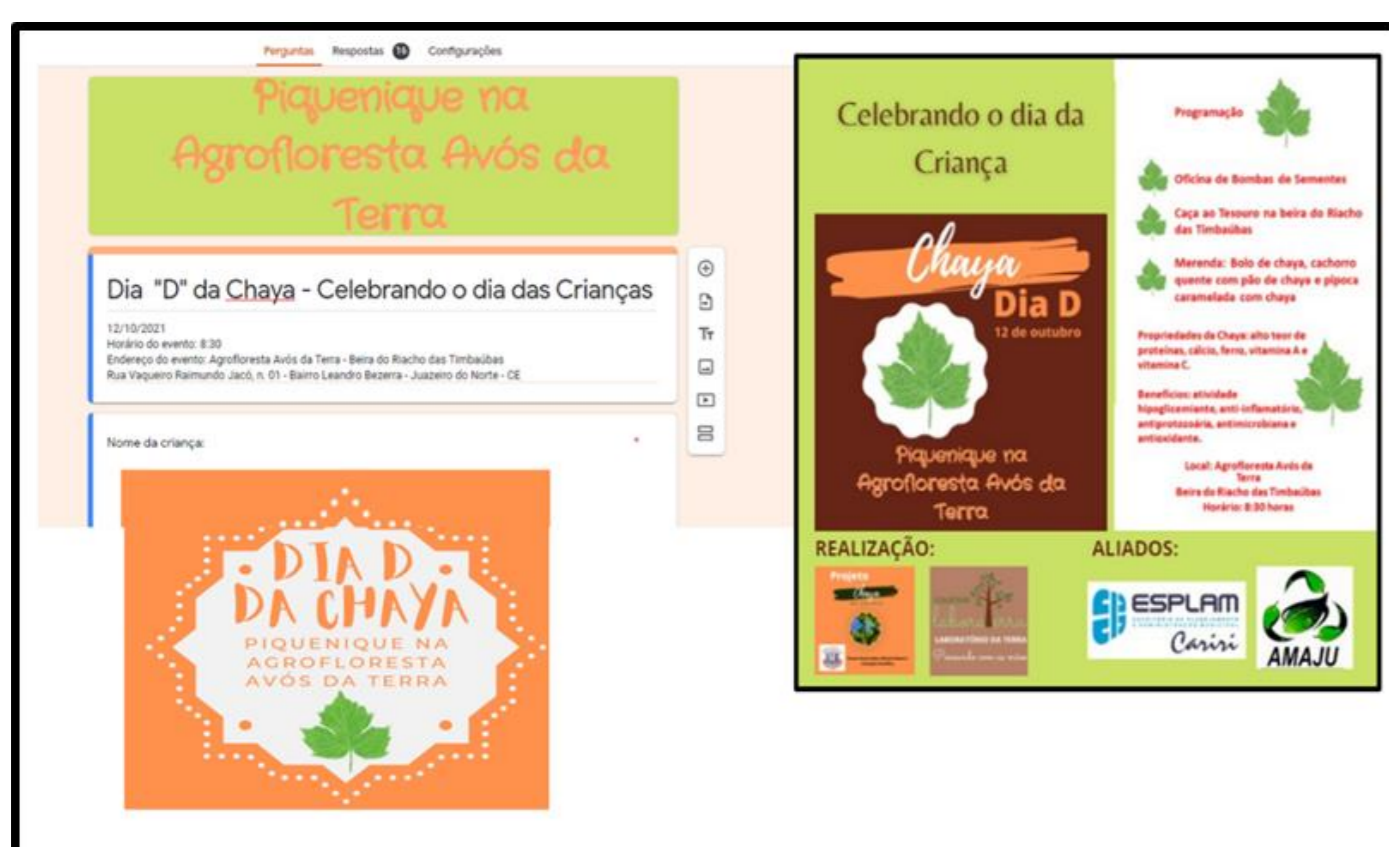 Perguntas Respostas 16 Configurações
Piquenique na
Agrofloresta Avós da
Terra
Dia "D" da Chaya - Celebrando o dia das Crianças
12/10/2021
Horário do evento: 8:30
Endereço do evento: Agrofloresta Avós da Terra - Beira do Riacho das Timbaúbas
Rua Vaqueiro Raimundo Jacó, n. 01 - Bairro Leandro Bezerra - Juazeiro do Norte - CE
Nome da criança: *
Tт
DIA D
DA CHAYA
PIQUENIQUE NA
AGROFLORESTA
AVÓS DA TERRA
Celebrando o dia da
Criança
Chaya
Dia D
12 de outubro
Piquenique na
Agrofloresta Avós da
Terra
Programação
Oficina de Bombas de Sementes
Caça ao Tesouro na beira do Riacho
das Timbaúbas
Merenda: Bolo de chaya, cachorro
quente com pão de chaya e pipoca
caramelada com chaya
Propriedades da Chaya: alto teor de
proteínas, cálcio, ferro, vitamina A e
vitamina C.
Benefícios: atividade
hipoglicemiante, anti-inflamatória,
antiprotozoária, antimicrobiana e
antioxidante.
Local: Agrofloresta Avós da
Terra
Beira do Riacho das Timbaúbas
Horário: 8:30 horas
REALIZAÇÃO:
Projeto
Chaya
LABORATÓRIO DA TERRA
ALIADOS:
ESPLAM
Cariri
AMAJU